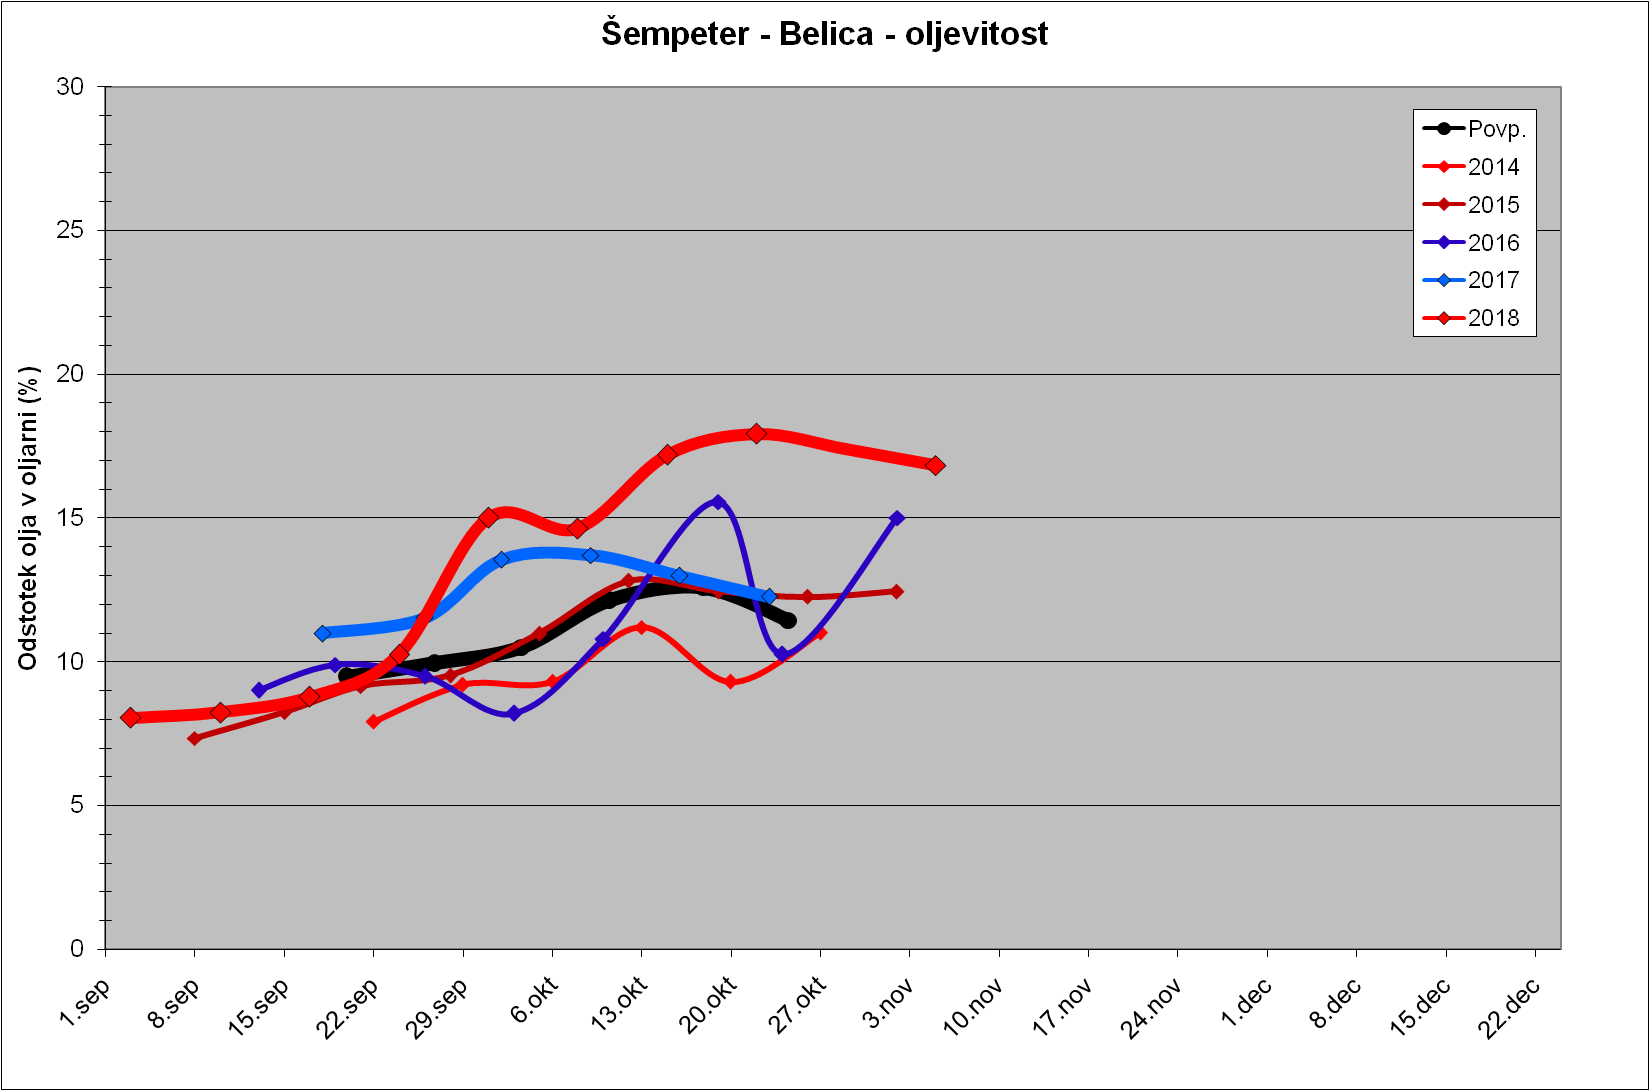 Šempeter - Belica - oljevitost
Odstotek olja v oljarni (%)
30
25
20
15
10
5
0
1.sep
8.sep
15.sep
22.sep
29.sep
6.okt
13.okt
20.okt
27.okt
3.nov
10.nov
17.nov
24.nov
1.dec
8.dec
15.dec
22.dec
Povp.
2014
2015
2016
2017
2018